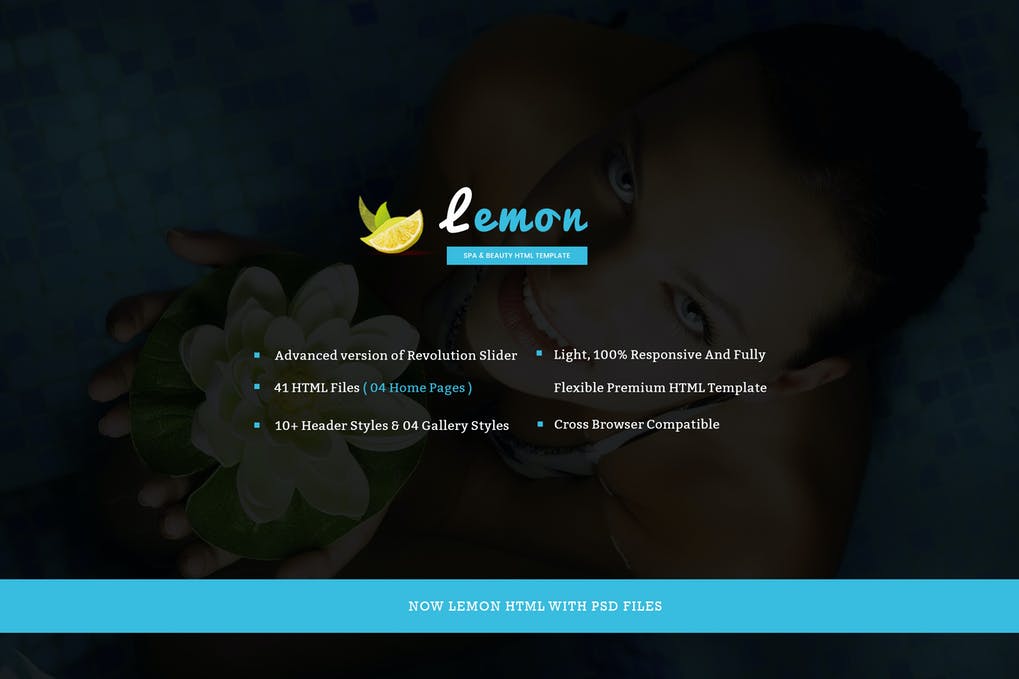 lemon
SPA & BEAUTY HTML TEMPLATE
Advanced version of Revolution Slider
41 HTML Files ( 04 Home Pages )
10+ Header Styles & 04 Gallery Styles
Light, 100% Responsive And Fully
Flexible Premium HTML Template
Cross Browser Compatible
NOW LEMON HTML WITH PSD FILES